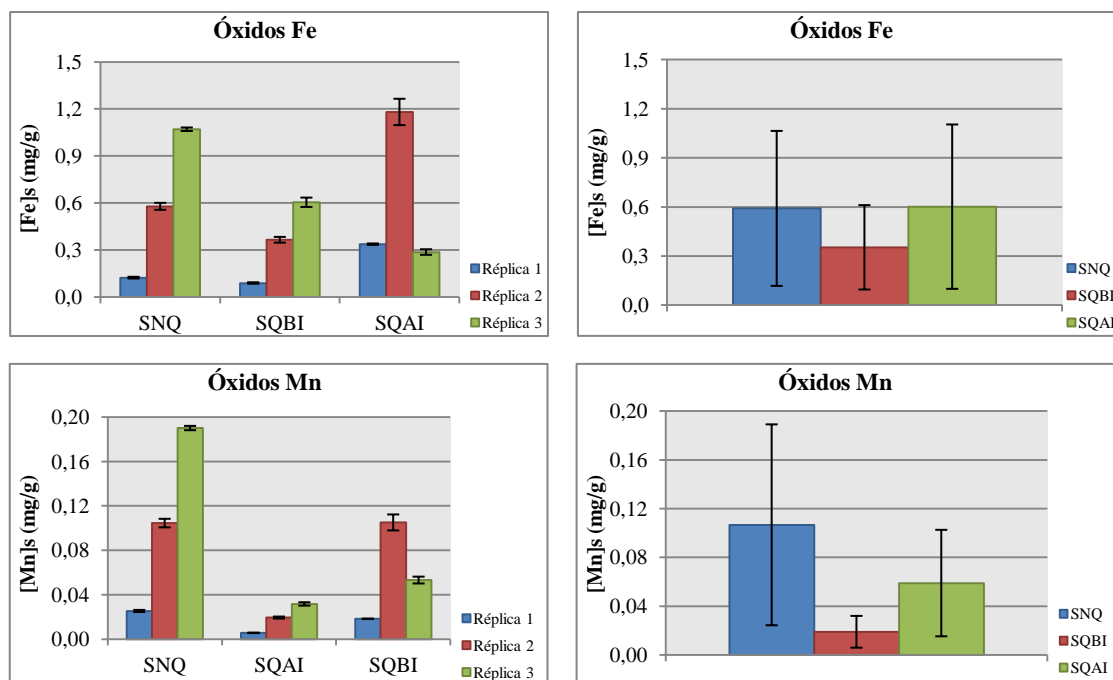 Óxidos Fe
[Fe]s (mg/g)
1,5
1,2
0,9
0,6
0,3
0,0
SNQ SQBI SQAI
Réplica 1
Réplica 2
Réplica 3
Óxidos Fe
[Fe]s (mg/g)
1,5
1,2
0,9
0,6
0,3
0,0
SNQ
SQBI
SQAI
Óxidos Mn
[Mn]s (mg/g)
0,20
0,16
0,12
0,08
0,04
0,00
SNQ SQAI SQBI
Réplica 1
Réplica 2
Réplica 3
Óxidos Mn
[Mn]s (mg/g)
0,20
0,16
0,12
0,08
0,04
0,00
SNQ
SQBI
SQAI